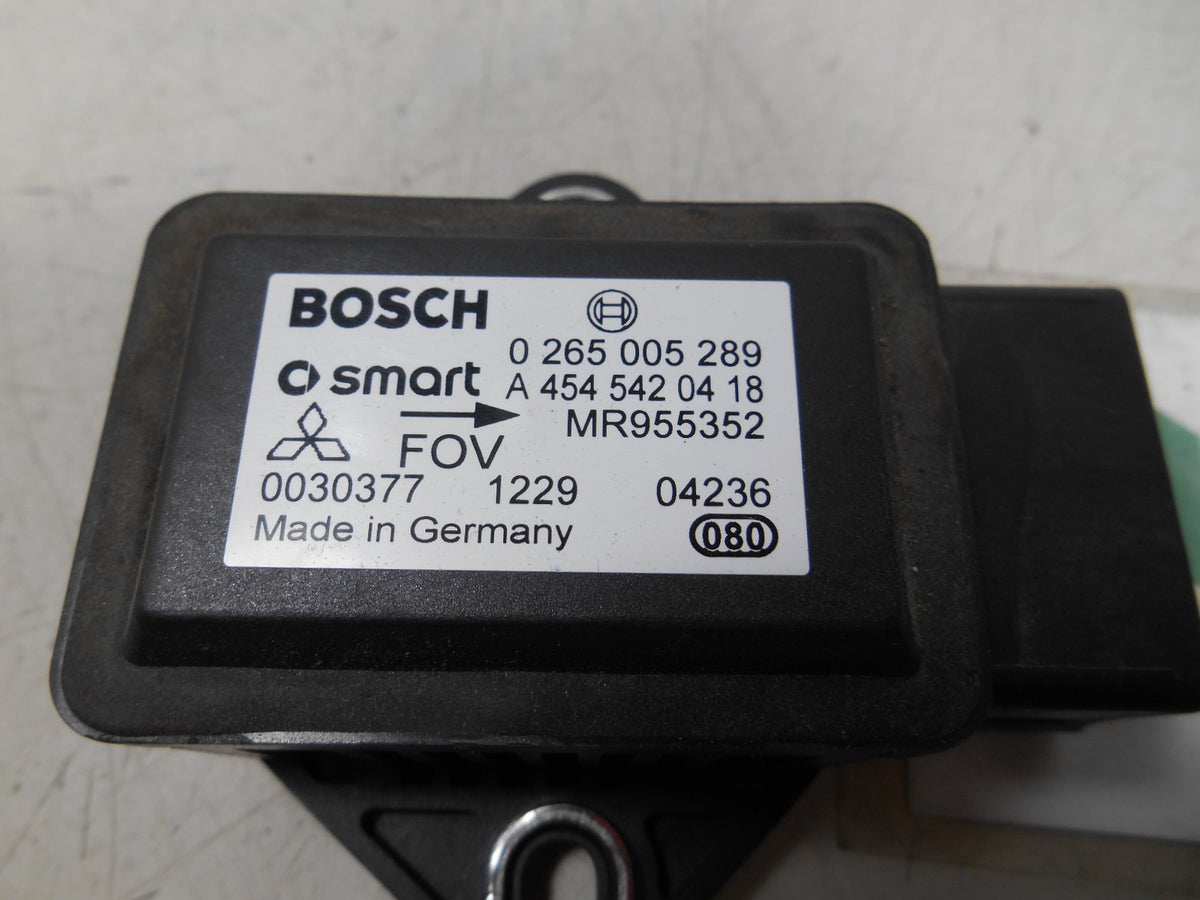 BOSCH
0 265 005 289
smart A 454 542 04 18
MR955352
FOV
0030377 1229 04236
Made in Germany 080